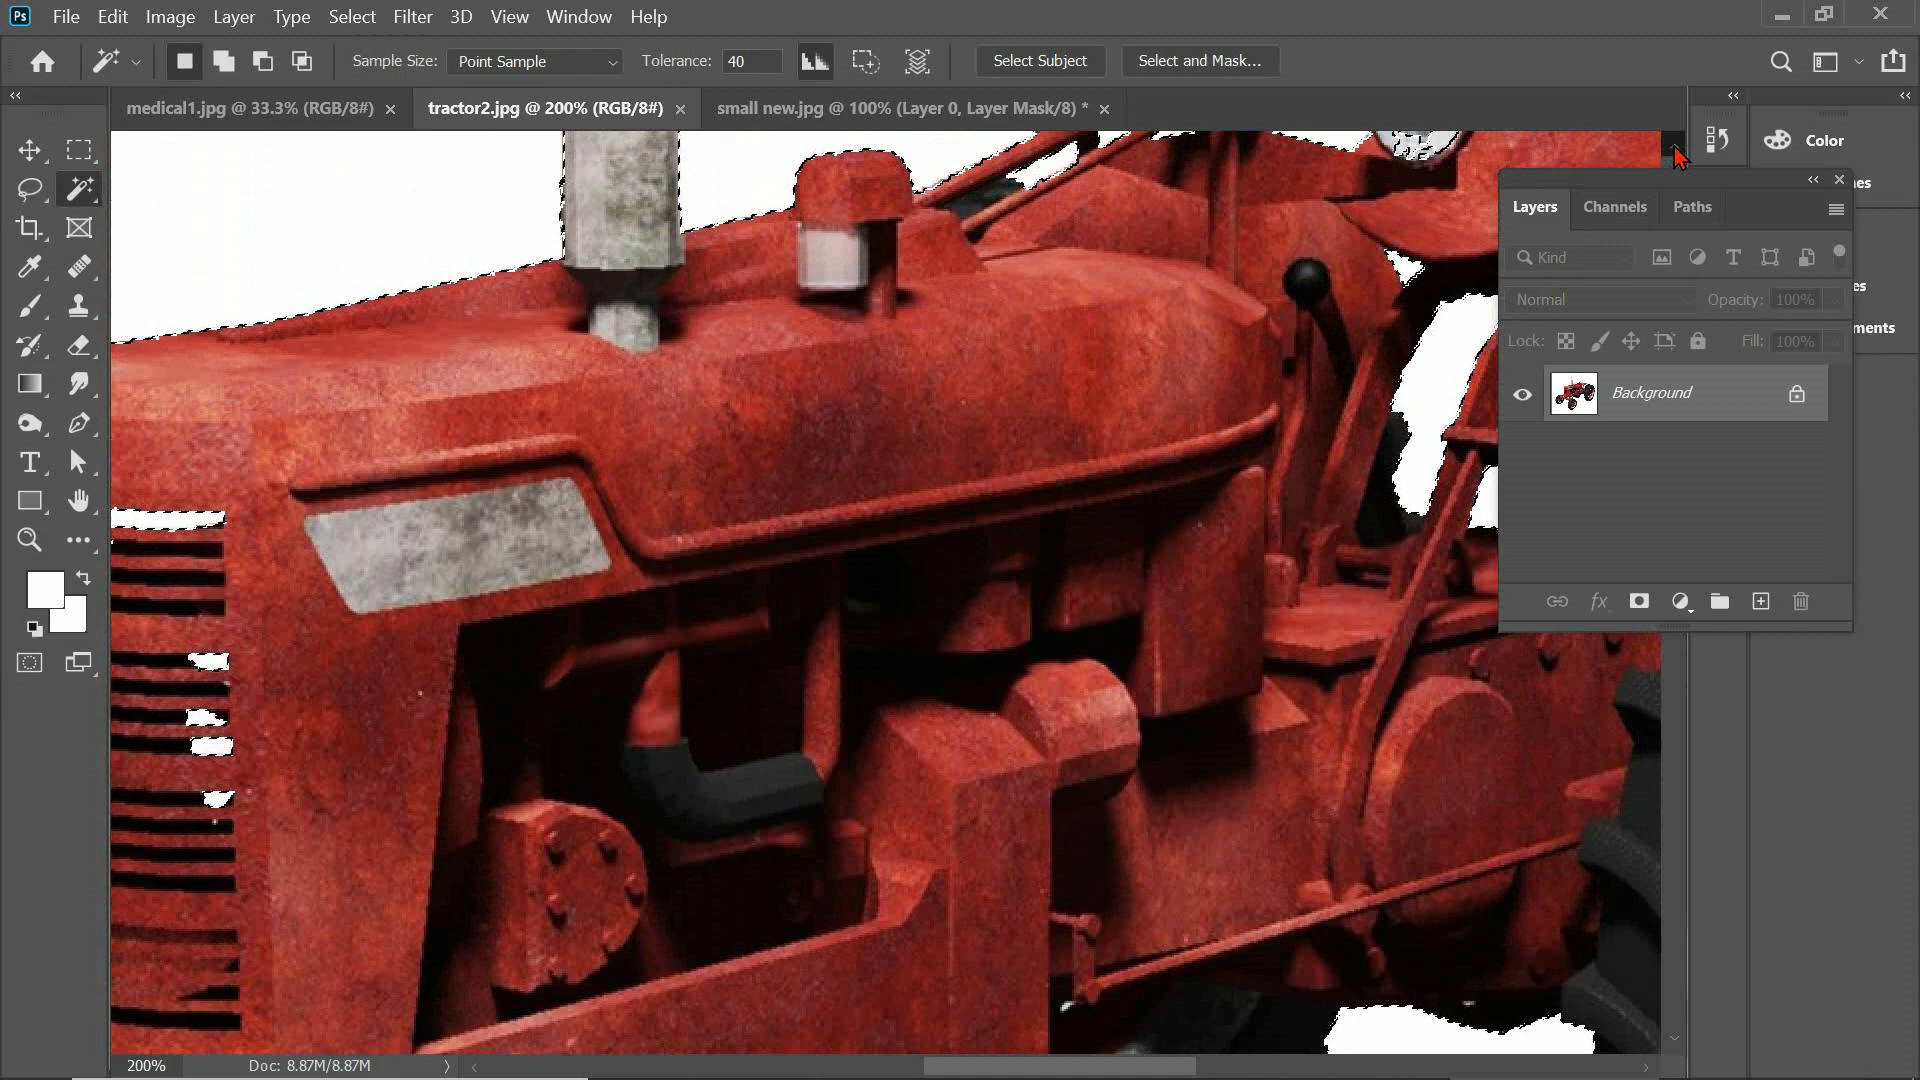 Ps File Edit Image Layer Type Select Filter 3D View Window Help
Sample Size: Point Sample Tolerance: 40 Select Subject Select and Mask...
medical1.jpg @ 33.3% (RGB/8#) × tractor2.jpg @ 200% (RGB/8#) × small new.jpg @ 100% (Layer 0, Layer Mask/8) * ×
Color
Layers Channels Paths
Kind
Normal Opacity: 100%
Lock: Fill: 100%
Background
fx
200% Doc: 8.87M/8.87M